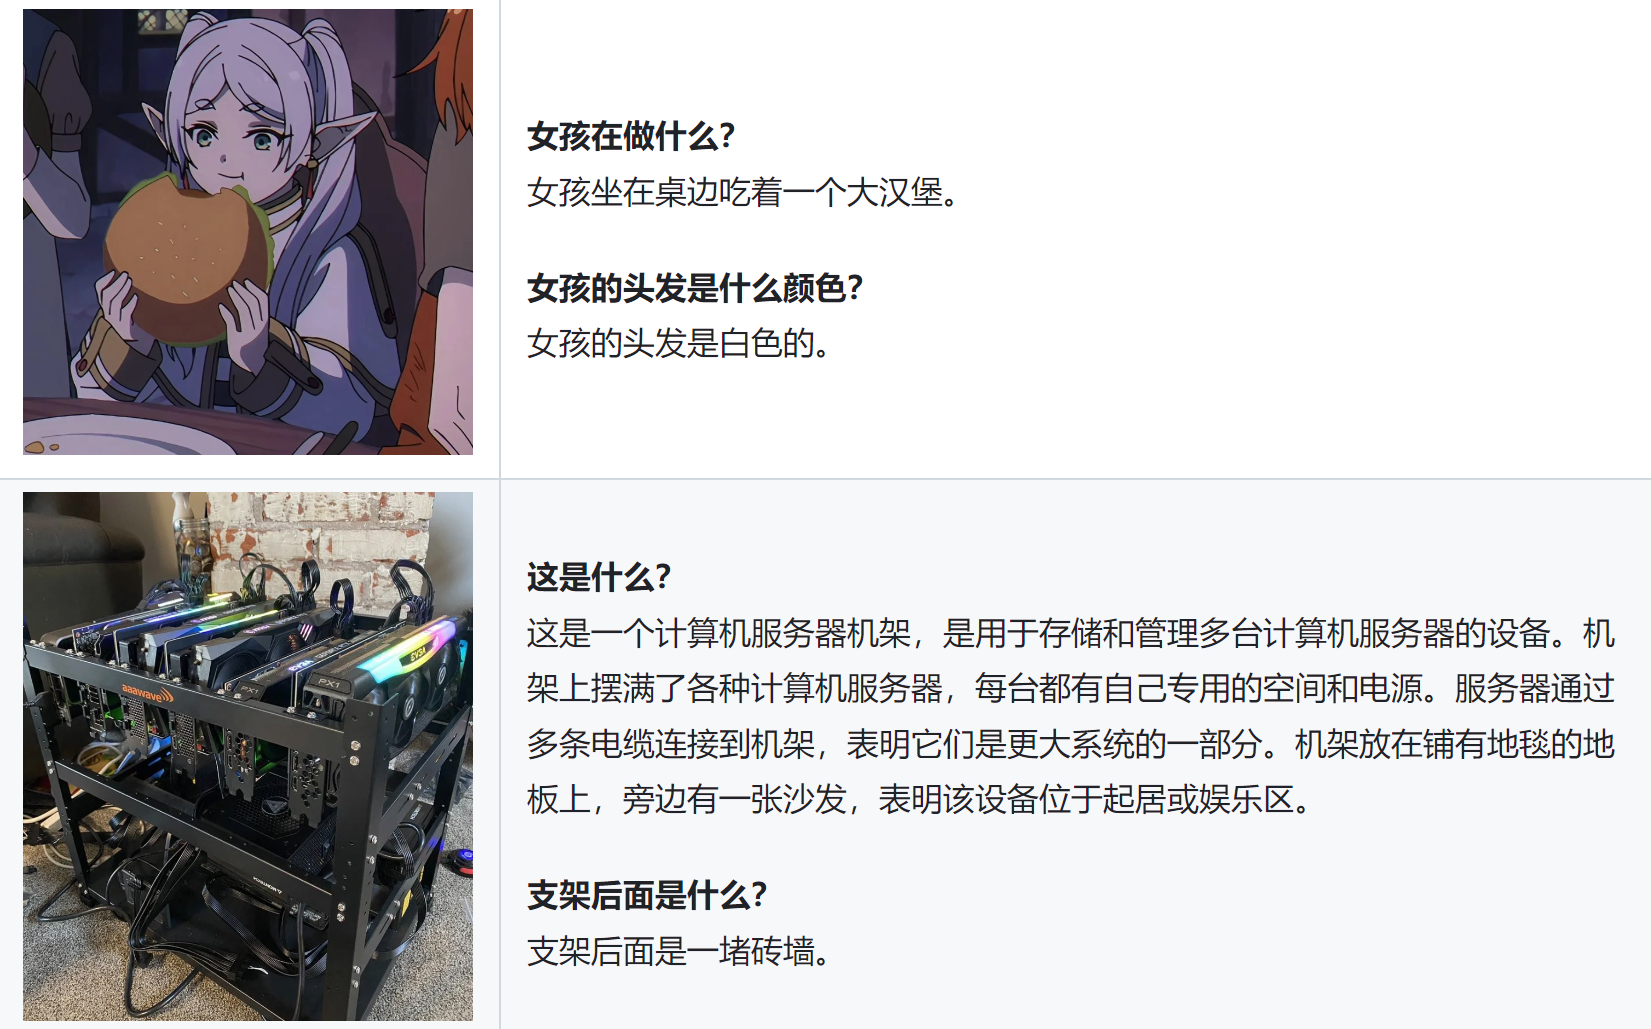 女孩在做什么？
女孩坐在桌边吃着一个大汉堡。
女孩的头发是什么颜色？
女孩的头发是白色的。
aaawave
EVGA
PX1
PX1
这是什么？
这是一个计算机服务器机架，是用于存储和管理多台计算机服务器的设备。机
架上摆满了各种计算机服务器，每台都有自己专用的空间和电源。服务器通过
多条电缆连接到机架，表明它们是更大系统的一部分。机架放在铺有地毯的地
板上，旁边有一张沙发，表明该设备位于起居或娱乐区。
支架后面是什么？
支架后面是一堵砖墙。